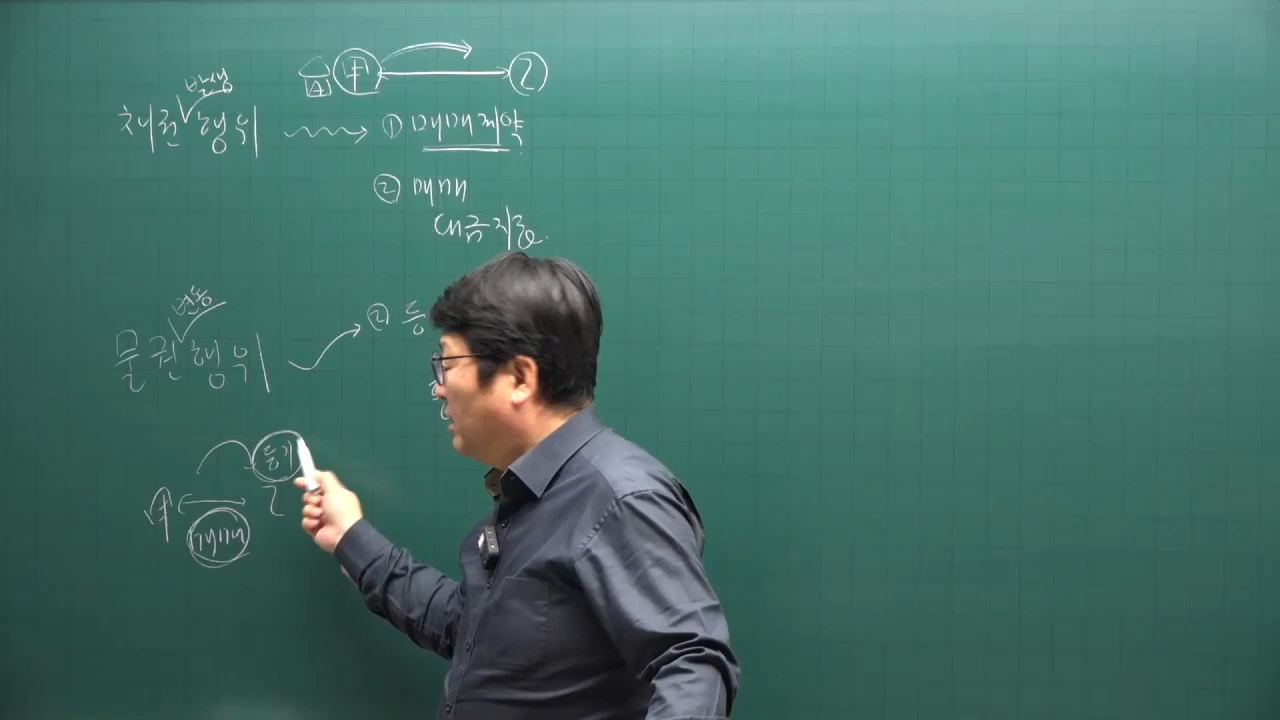 甲 乙
발생
채권행위 ① 매매계약
② 매매
대금지급.
변동
물권행위 ② 등
등기
甲 乙
매매